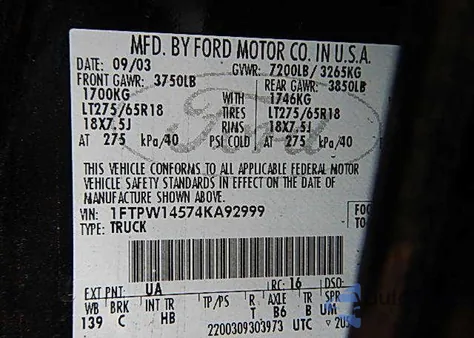 MFD. BY FORD MOTOR CO. IN U.S.A.
DATE: 09/03 GVWR: 7200LB/ 3265KG
FRONT GAWR: 3750LB REAR GAWR: 3850LB
1700KG WITH 1746KG
LT275/65R18 TIRES LT275/65R18
18X7.5J RIMS 18X7.5J
AT 275 kPa/40 PSI COLD AT 275 kPa/40
THIS VEHICLE CONFORMS TO ALL APPLICABLE FEDERAL MOTOR
VEHICLE SAFETY STANDARDS IN EFFECT ON THE DATE OF
MANUFACTURE SHOWN ABOVE.
VIN: 1FTPW14574KA92999
TYPE: TRUCK
EXT PNT: UA RC: 16 DSO:
WB BRK INT TR TP/PS R AXLE TR SPR
139 C HB T B6 B UM
2200309303973 UTC